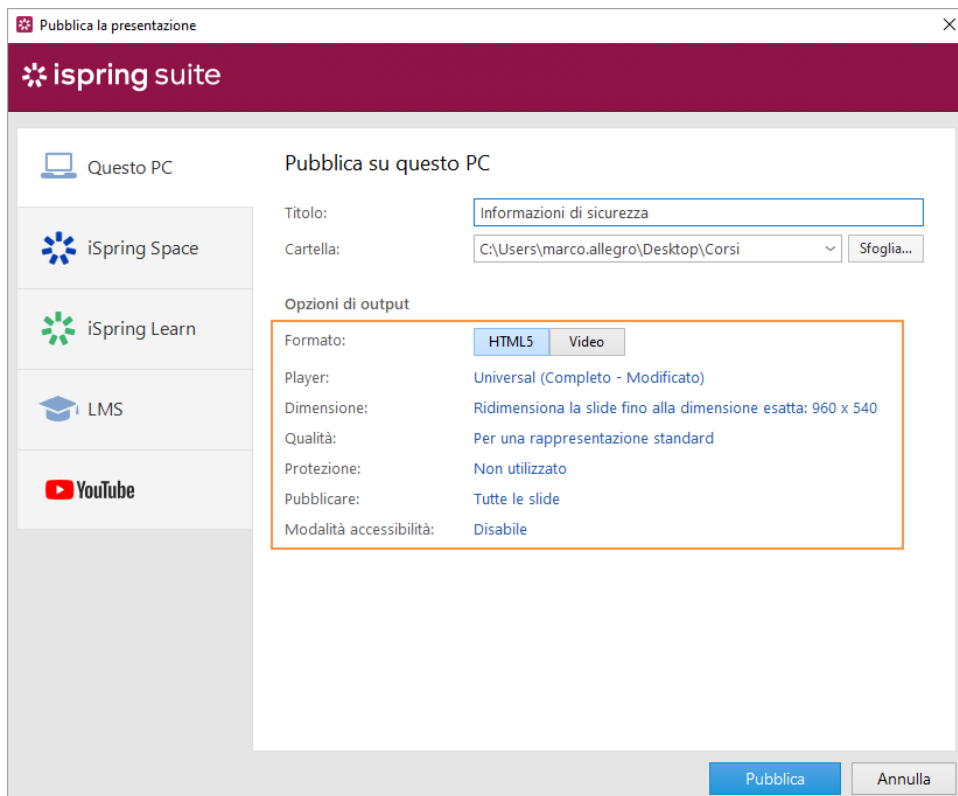 Pubblica la presentazione
ispring suite
Questo PC
iSpring Space
iSpring Learn
LMS
YouTube
Pubblica su questo PC
Titolo: Informazioni di sicurezza
Cartella: C:\Users\marco.allegro\Desktop\Corsi Sfoglia...
Opzioni di output
Formato: HTML5 Video
Player: Universal (Completo - Modificato)
Dimensione: Ridimensiona la slide fino alla dimensione esatta: 960 x 540
Qualità: Per una rappresentazione standard
Protezione: Non utilizzato
Pubblicare: Tutte le slide
Modalità accessibilità: Disabile
Pubblica Annulla